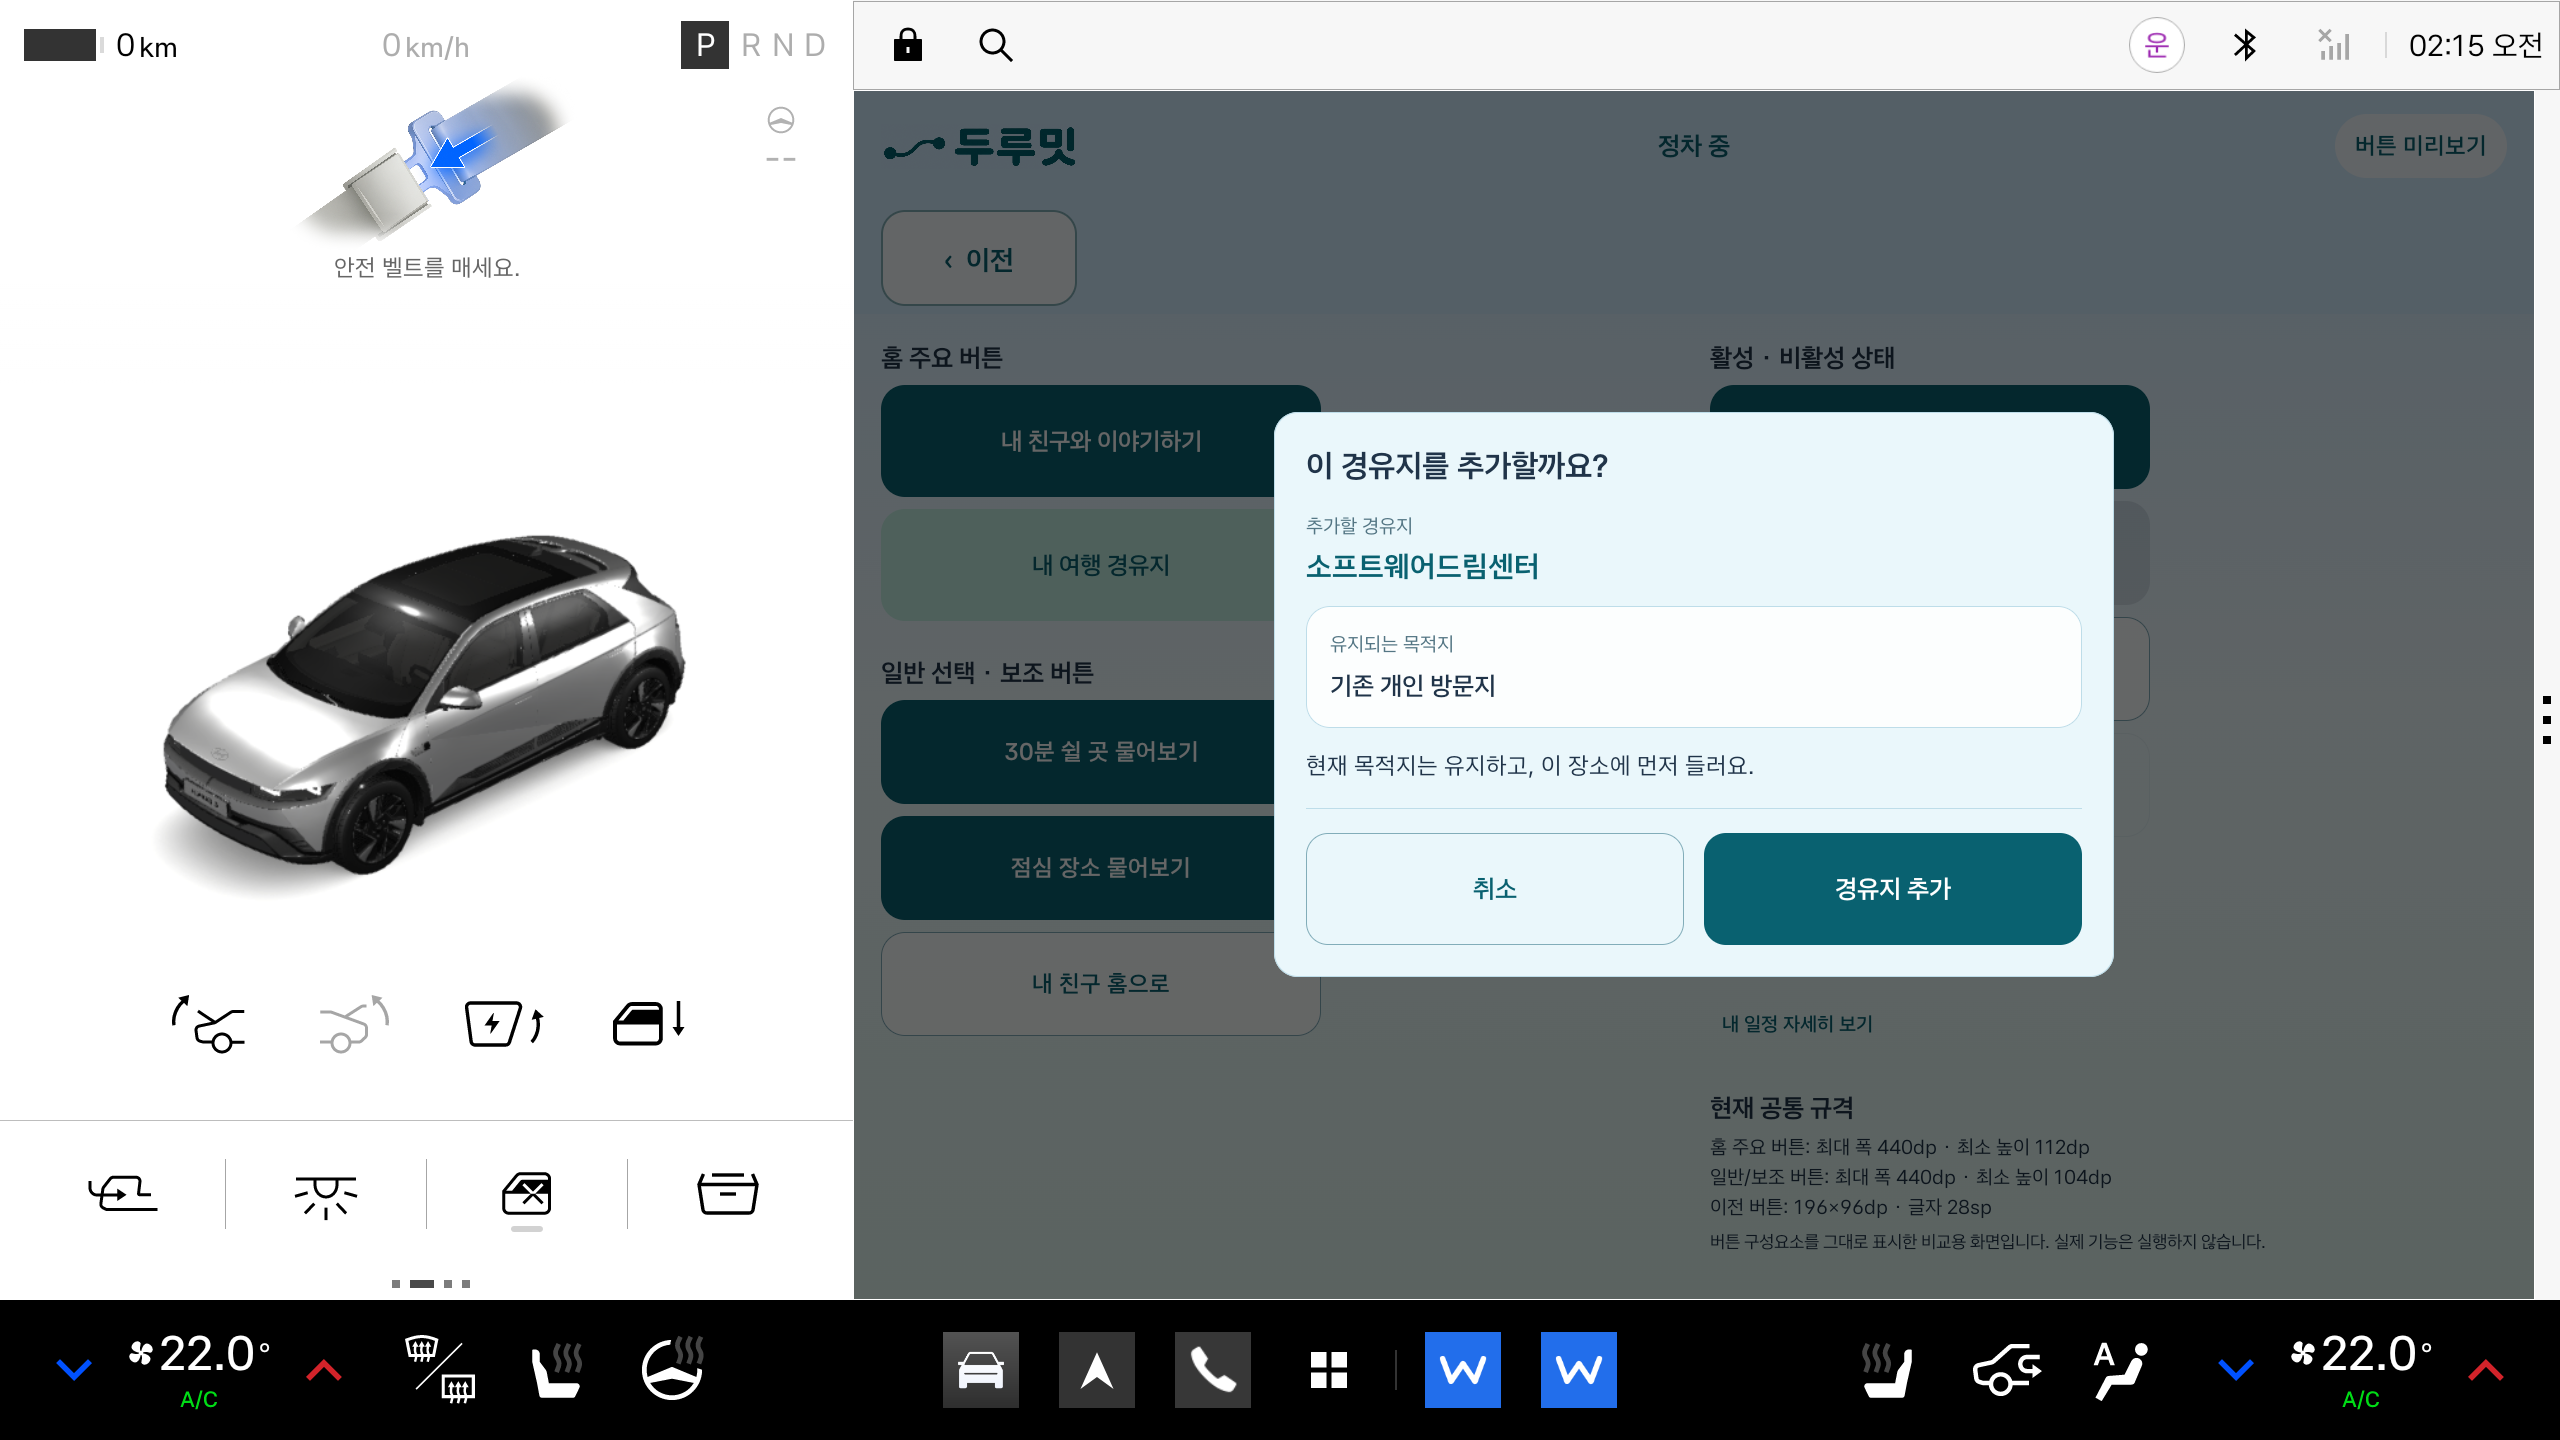 0 km
0 km/h
P R N D
안전 벨트를 매세요.
운
02:15 오전
두루밋
정차 중
버튼 미리보기
‹ 이전
홈 주요 버튼
내 친구와 이야기하기
내 여행 경유지
일반 선택 · 보조 버튼
30분 쉴 곳 물어보기
점심 장소 물어보기
내 친구 홈으로
활성 · 비활성 상태
이 경유지를 추가할까요?
추가할 경유지
소프트웨어드림센터
유지되는 목적지
기존 개인 방문지
현재 목적지는 유지하고, 이 장소에 먼저 들러요.
취소
경유지 추가
내 일정 자세히 보기
현재 공통 규격
홈 주요 버튼: 최대 폭 440dp · 최소 높이 112dp
일반/보조 버튼: 최대 폭 440dp · 최소 높이 104dp
이전 버튼: 196×96dp · 글자 28sp
버튼 구성요소를 그대로 표시한 비교용 화면입니다. 실제 기능은 실행하지 않습니다.
22.0°
A/C
A
22.0°
A/C